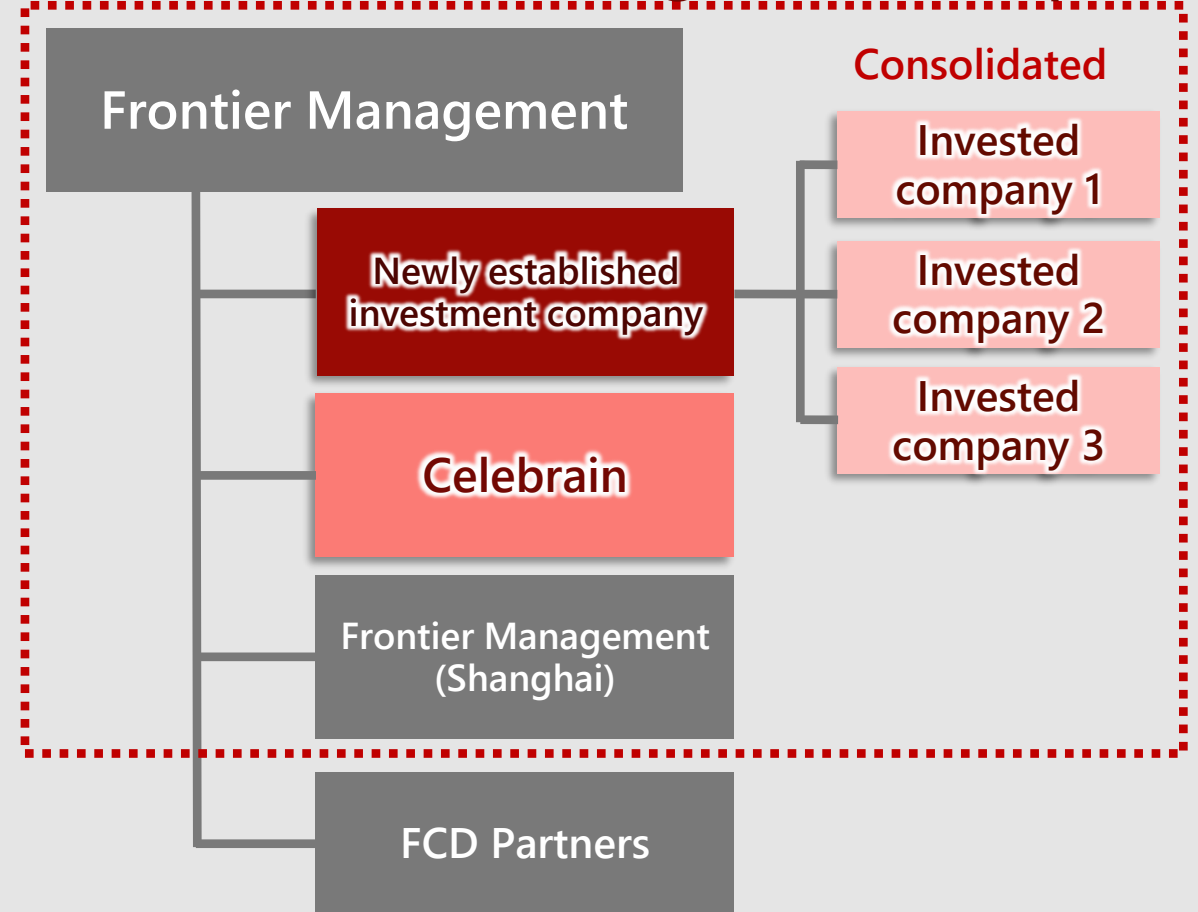 Frontier Management
Consolidated
Invested
company 1
Newly established
investment company
Invested
company 2
Invested
company 3
Celebrain
Frontier Management
(Shanghai)
FCD Partners